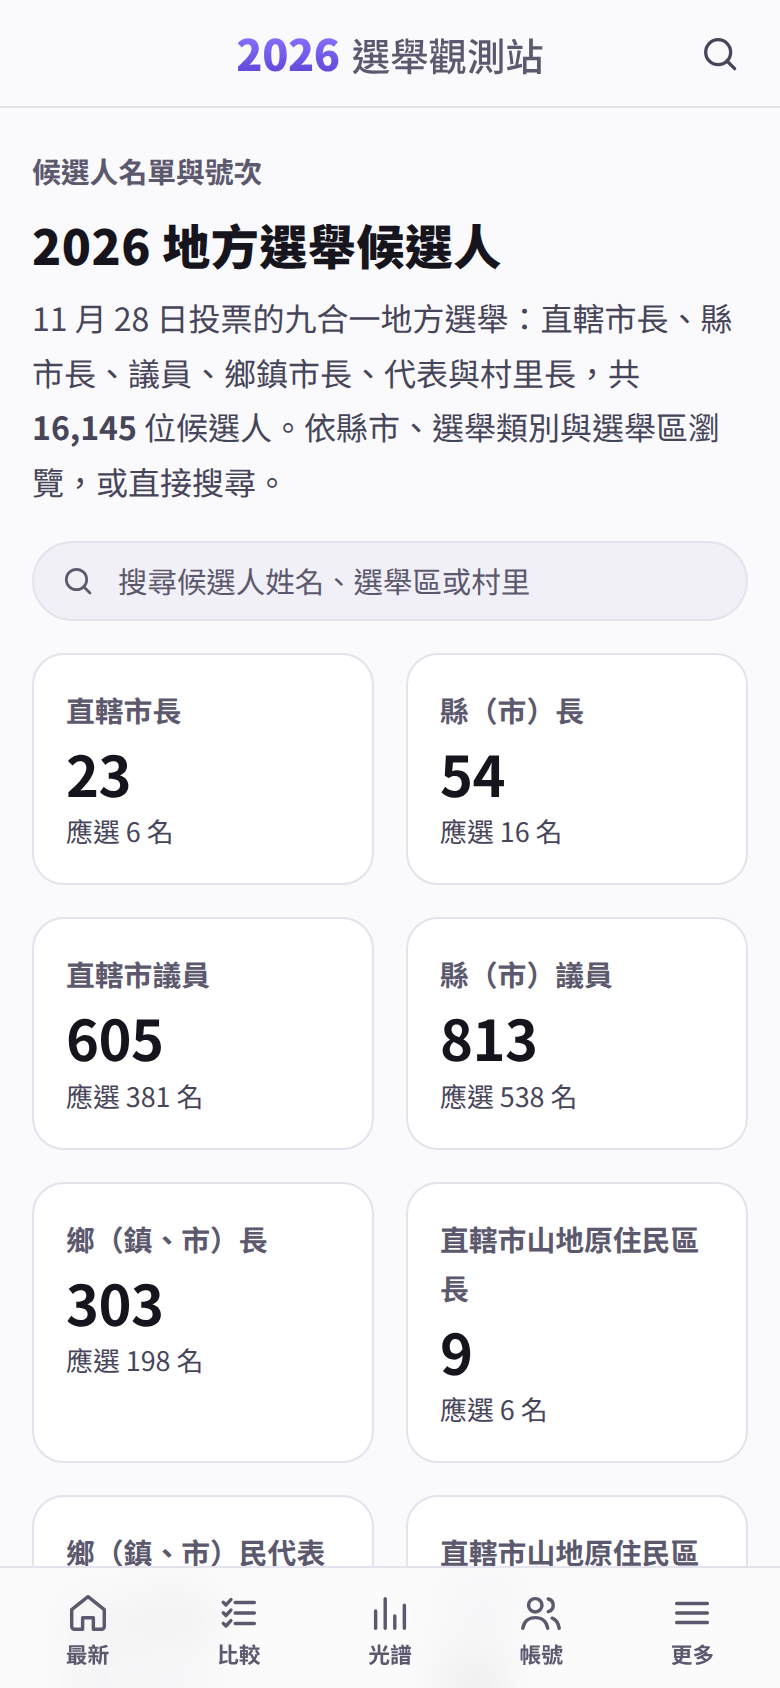 2026 選舉觀測站
候選人名單與號次
2026 地方選舉候選人
11 月 28 日投票的九合一地方選舉：直轄市長、縣
市長、議員、鄉鎮市長、代表與村里長，共
16,145 位候選人。依縣市、選舉類別與選舉區瀏
覽，或直接搜尋。
搜尋候選人姓名、選舉區或村里
直轄市長
23
應選 6 名
縣（市）長
54
應選 16 名
直轄市議員
605
應選 381 名
縣（市）議員
813
應選 538 名
鄉（鎮、市）長
303
應選 198 名
直轄市山地原住民區
長
9
應選 6 名
鄉（鎮、市）民代表
直轄市山地原住民區
最新
比較
光譜
帳號
更多